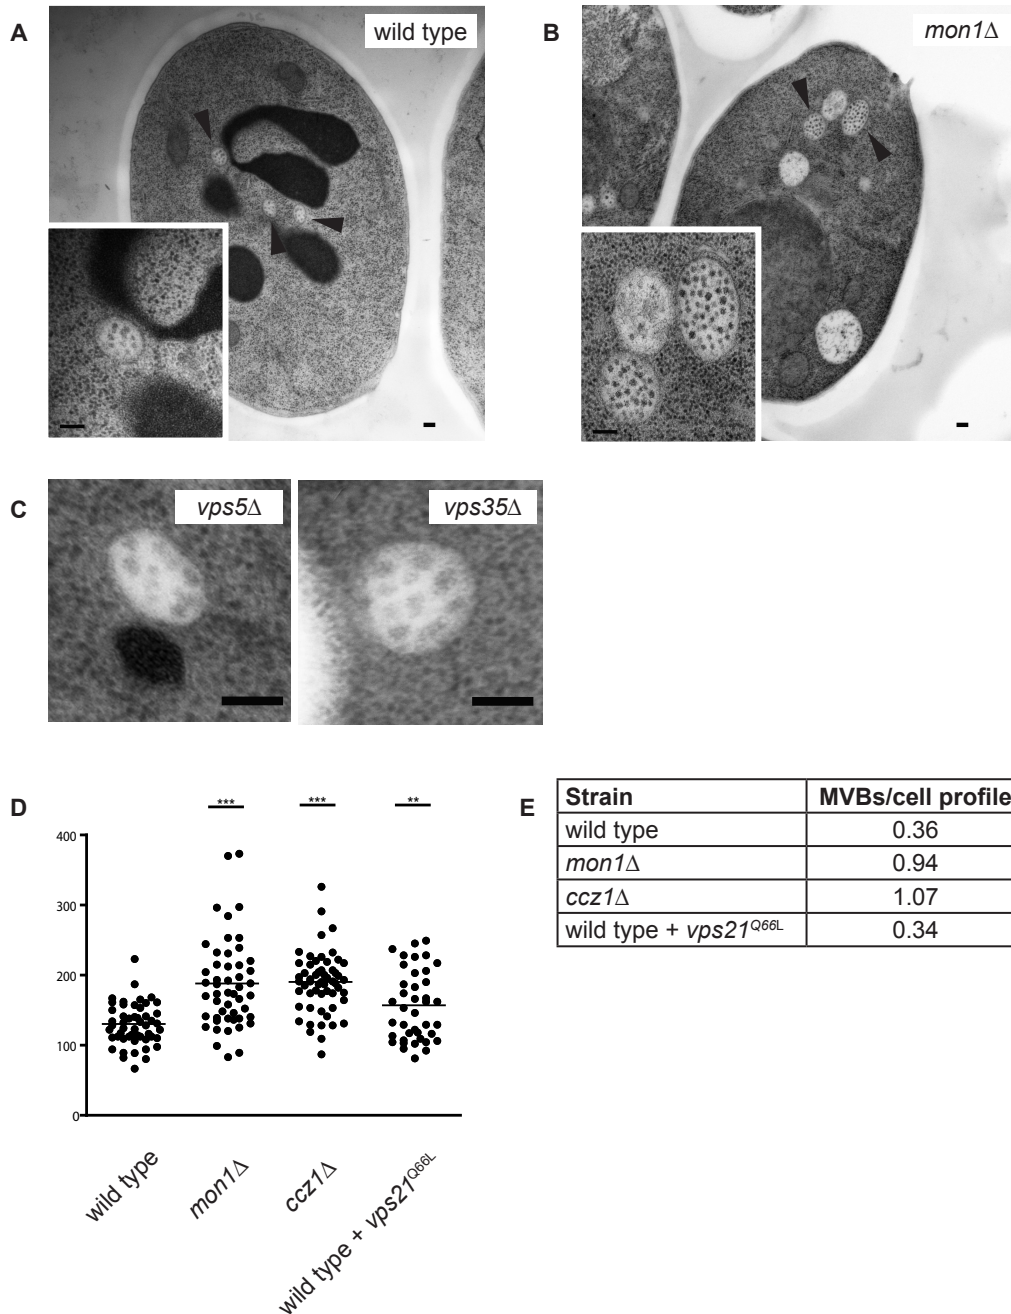 A
wild type
B
mon1Δ
C
vps5Δ
vps35Δ
D
***
***
**
400
300
200
100
0
wild type
mon1Δ
ccz1Δ
wild type + vps21Q66L
E
Strain MVBs/cell profile
wild type 0.36
mon1Δ 0.94
ccz1Δ 1.07
wild type + vps21Q66L 0.34